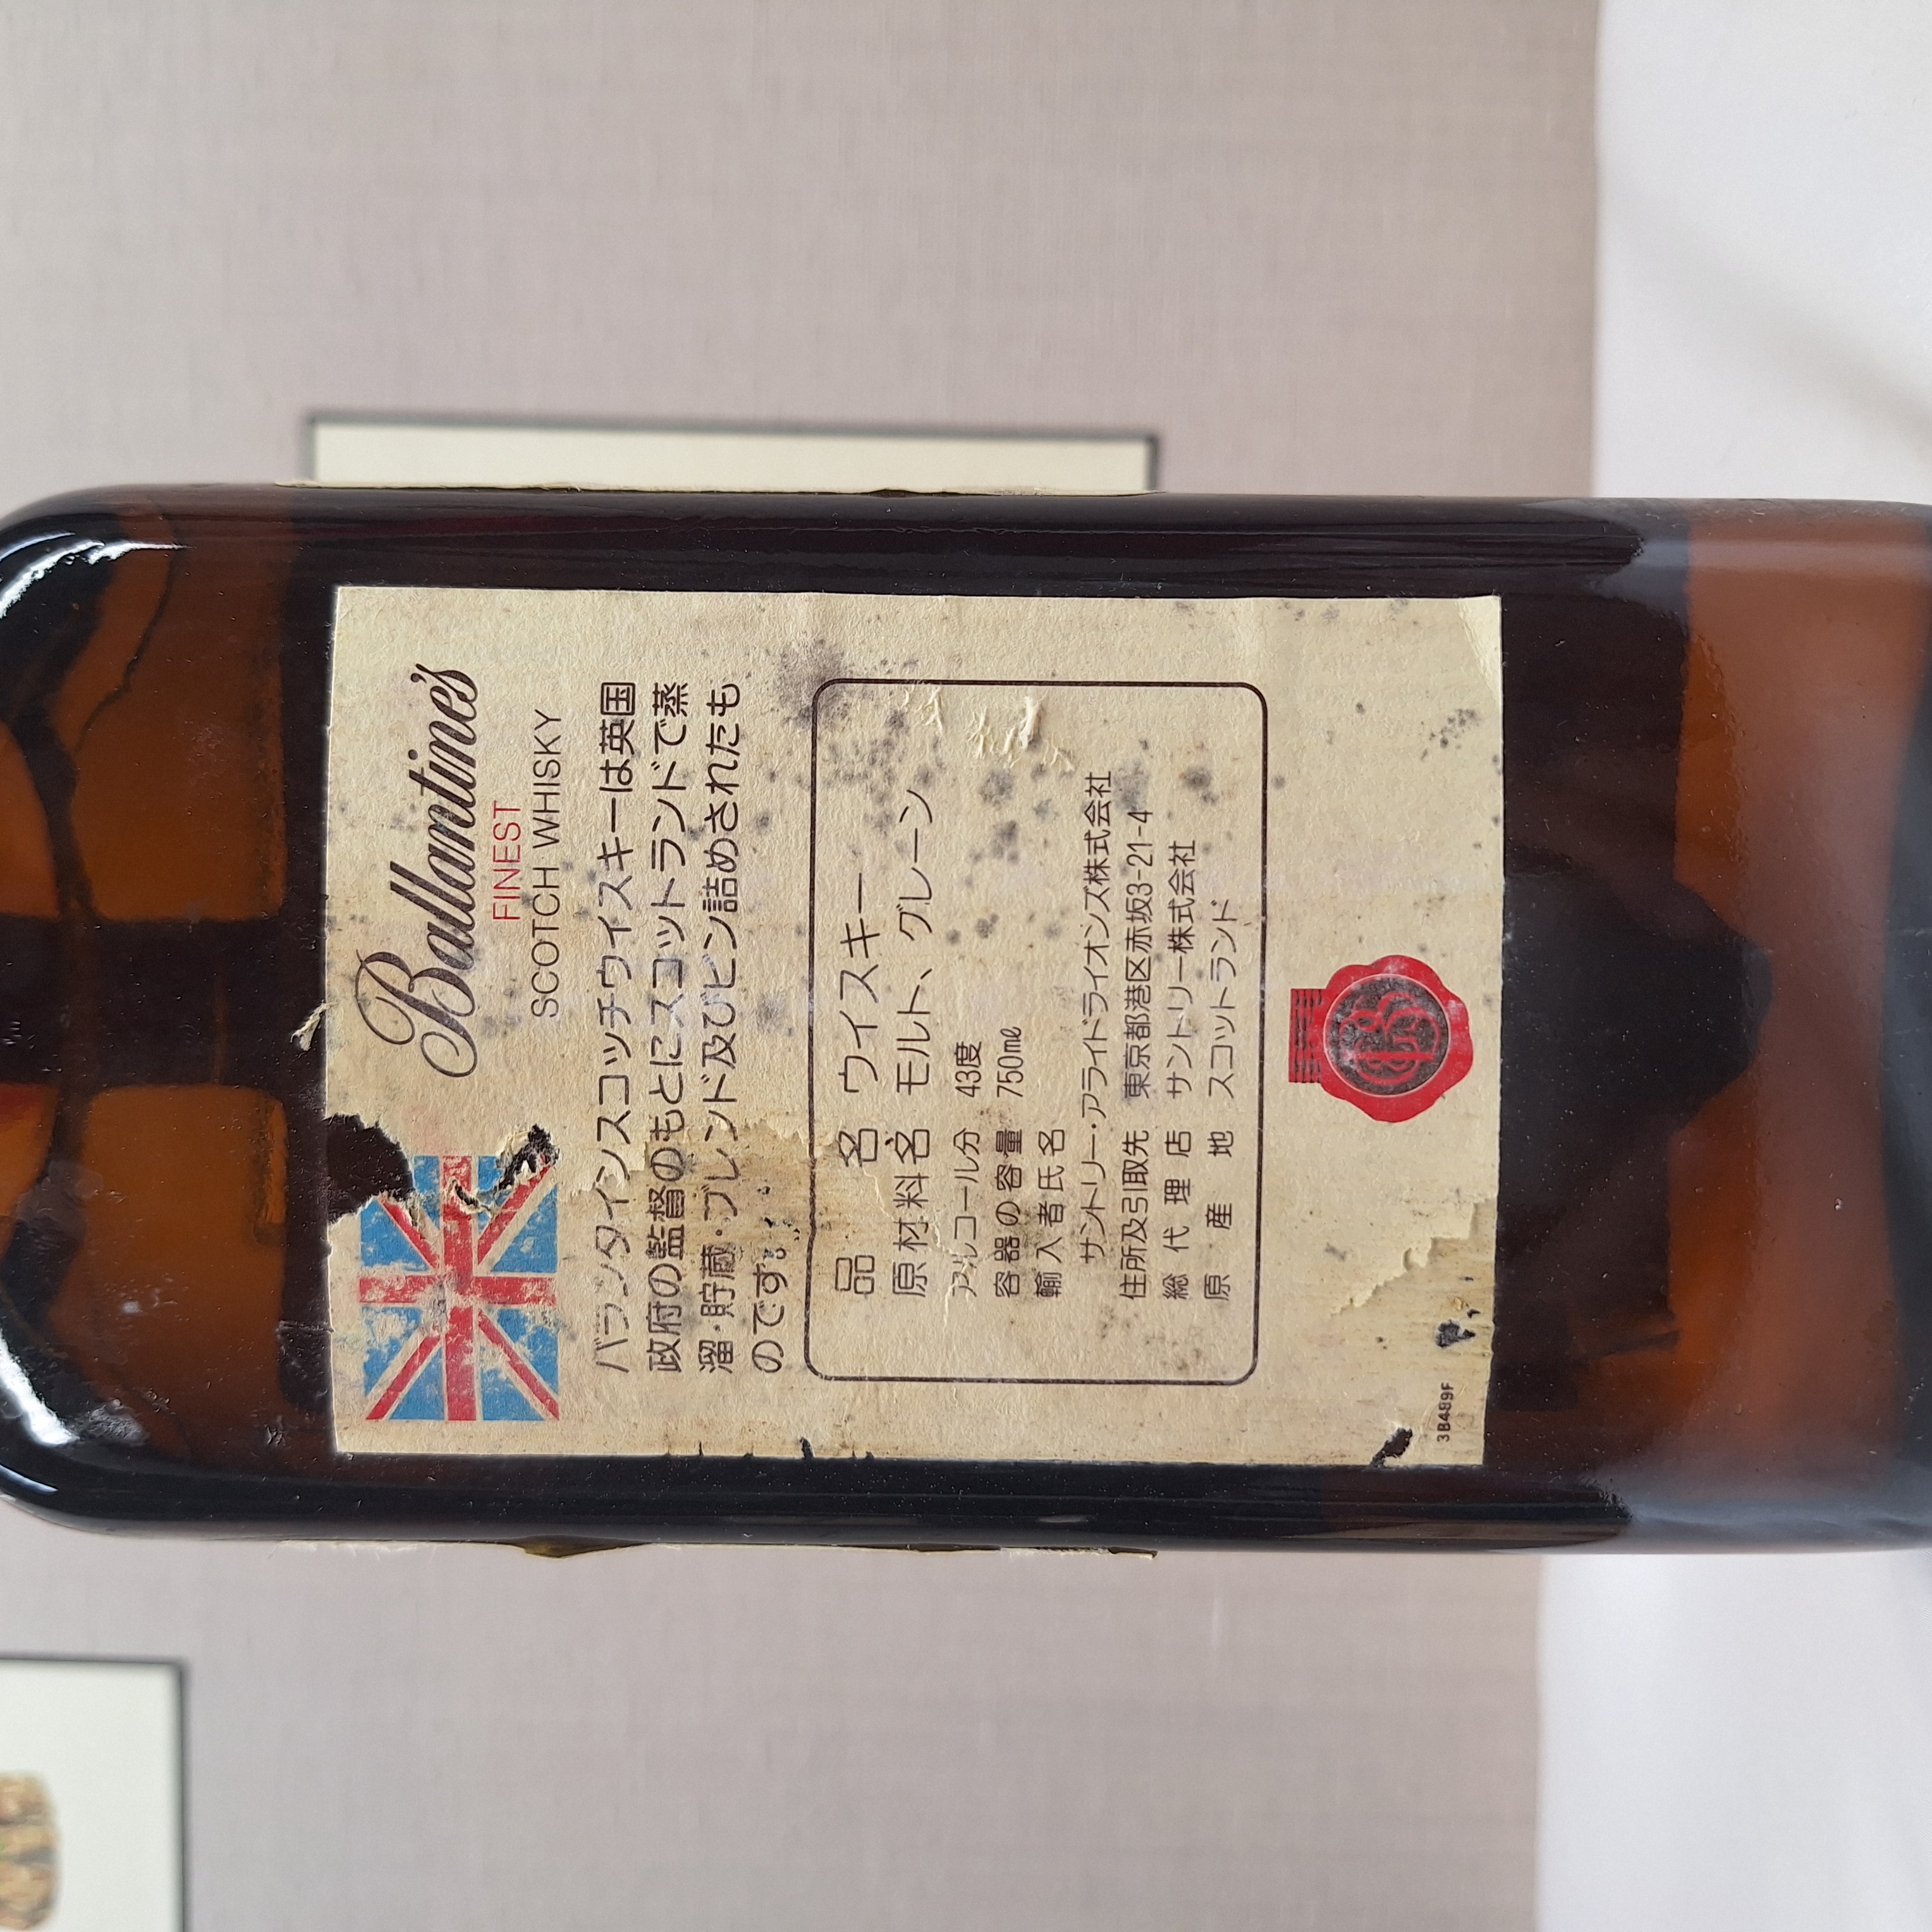 Ballantine's
FINEST
SCOTCH WHISKY
バランタインスコッチウイスキーは英国
政府の監督のもとにスコットランドで蒸
溜・貯蔵・ブレンド及びビン詰めされたも
のです。
品名 ウイスキー
原材料名 モルト、グレーン
アルコール分 43度
容器の容量 750㎖
輸入者氏名
サントリー・アライドライオンズ株式会社
住所及引取先 東京都港区赤坂3-21-4
総代理店 サントリー株式会社
原産地 スコットランド
3B489F